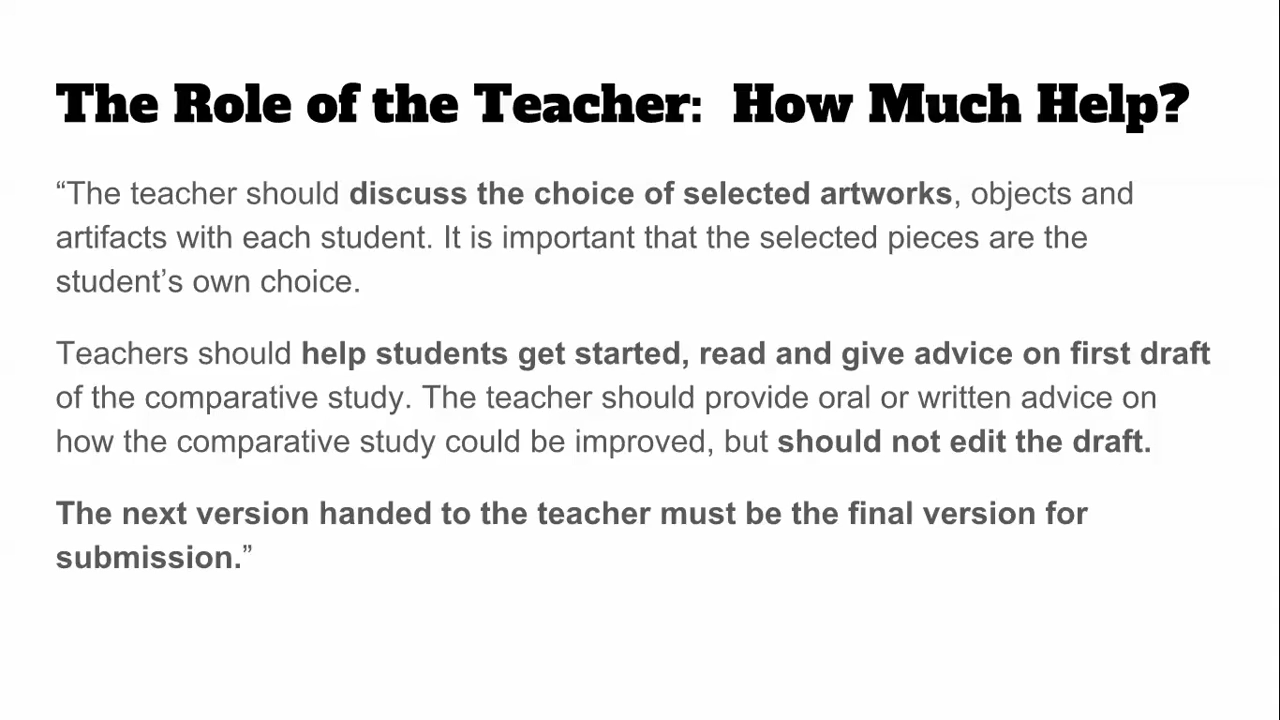 The Role of the Teacher:  How Much Help?
“The teacher should discuss the choice of selected artworks, objects and
artifacts with each student. It is important that the selected pieces are the
student’s own choice.
Teachers should help students get started, read and give advice on first draft
of the comparative study. The teacher should provide oral or written advice on
how the comparative study could be improved, but should not edit the draft.
The next version handed to the teacher must be the final version for
submission.”